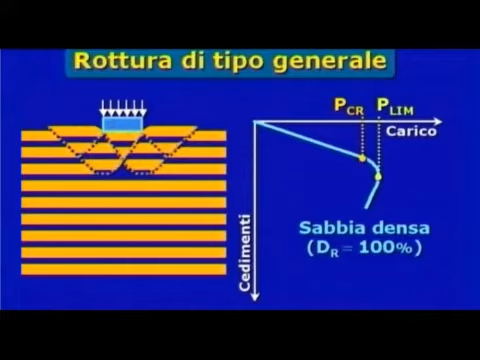 Rottura di tipo generale
PCR PLIM
Carico
Cedimenti
Sabbia densa
(DR = 100%)